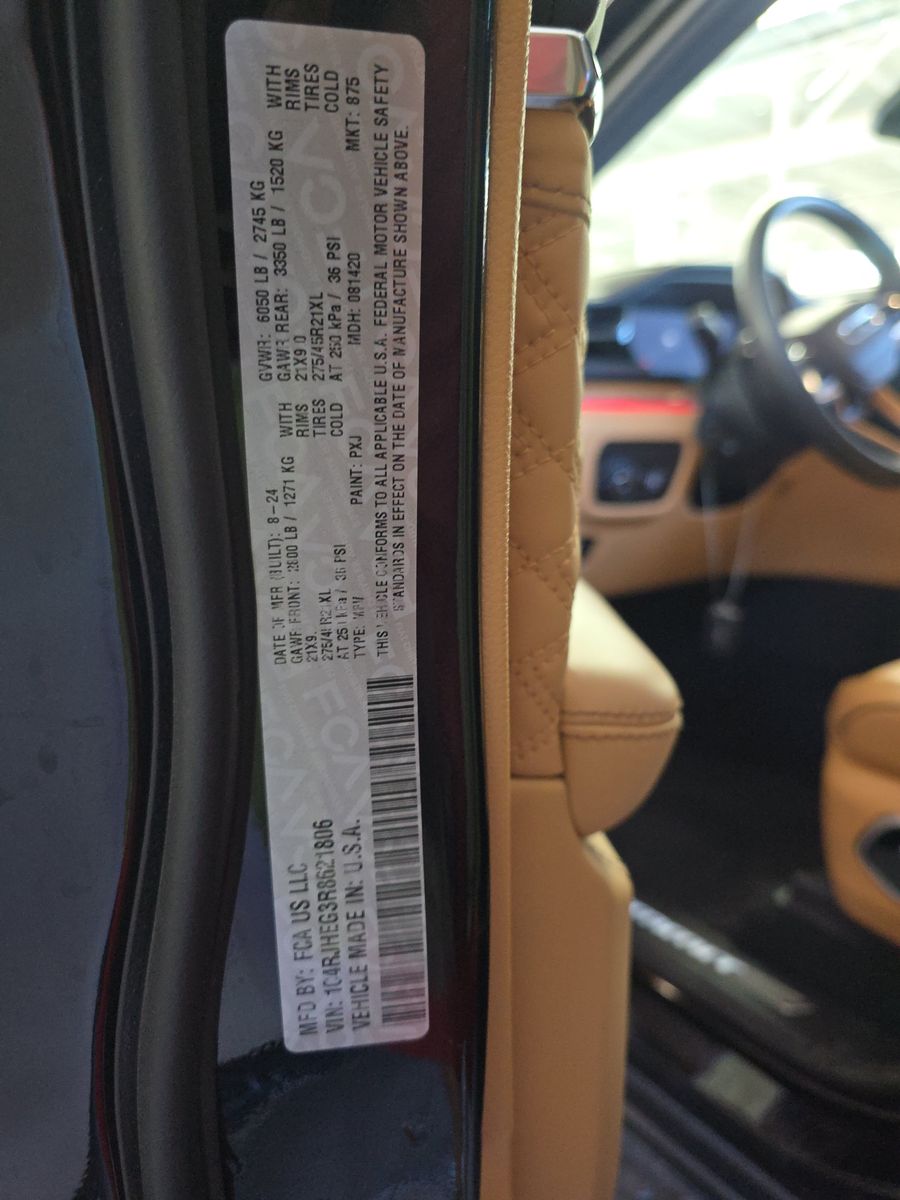 MFD BY: FCA US LLC
VIN: 1C4RJHEG3R8621806
VEHICLE MADE IN: U.S.A.
DATE OF MFR (BUILT): 8-24 GVWR: 6050 LB / 2745 KG
GAWR FRONT: 2800 LB / 1271 KG WITH GAWR REAR: 3350 LB / 1520 KG WITH
21X9. RIMS 21X9.0 RIMS
275/45R21XL TIRES 275/45R21XL TIRES
AT 250 kPa / 36 PSI COLD AT 250 kPa / 36 PSI COLD
TYPE: MPV PAINT: PXJ MDH: 081420 MKT: 875
THIS VEHICLE CONFORMS TO ALL APPLICABLE U.S.A. FEDERAL MOTOR VEHICLE SAFETY
STANDARDS IN EFFECT ON THE DATE OF MANUFACTURE SHOWN ABOVE.